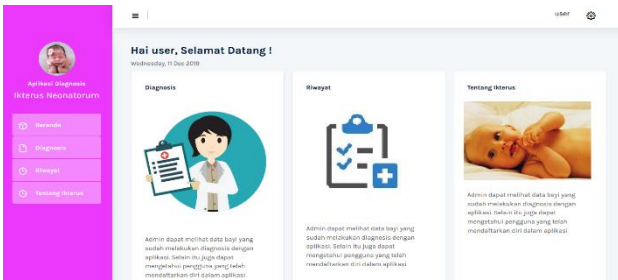 user
Hai user, Selamat Datang !
Wednesday, 11 Dec 2019
Aplikasi Diagnosis
Ikterus Neonatorum
Beranda
Diagnosis
Riwayat
Tentang Ikterus
Diagnosis
Admin dapat melihat data bayi yang
sudah melakukan diagnosis dengan
aplikasi. Selain itu juga dapat
mengetahui pengguna yang telah
mendaftarkan diri dalam aplikasi
Riwayat
Admin dapat melihat data bayi yang
sudah melakukan diagnosis dengan
aplikasi. Selain itu juga dapat
mengetahui pengguna yang telah
mendaftarkan diri dalam aplikasi
Tentang Ikterus
Admin dapat melihat data bayi yang
sudah melakukan diagnosis dengan
aplikasi. Selain itu juga dapat
mengetahui pengguna yang telah
mendaftarkan diri dalam aplikasi